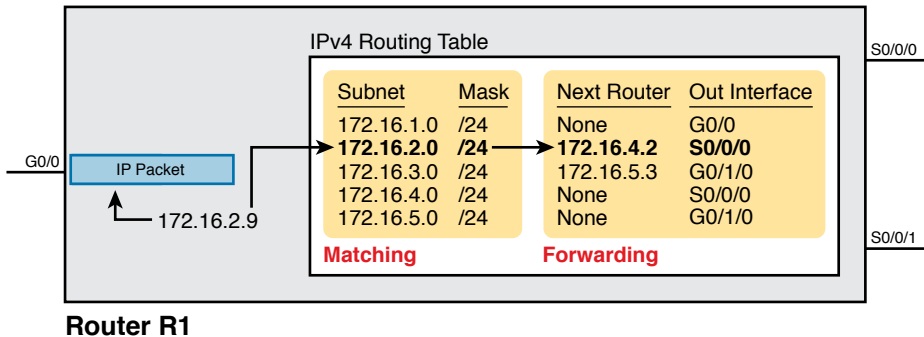 IPv4 Routing Table
S0/0/0
Subnet Mask Next Router Out Interface
172.16.1.0 /24 None G0/0
172.16.2.0 /24 172.16.4.2 S0/0/0
172.16.3.0 /24 172.16.5.3 G0/1/0
172.16.4.0 /24 None S0/0/0
172.16.5.0 /24 None G0/1/0
G0/0
IP Packet
172.16.2.9
Matching Forwarding
S0/0/1
Router R1